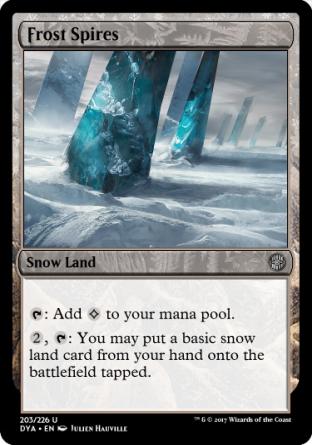 Frost Spires
Snow Land
: Add to your mana pool.
2, : You may put a basic snow
land card from your hand onto the
battlefield tapped.
203/226 U
DYA • EN Julien Hauville
™ & © 2017 Wizards of the Coast